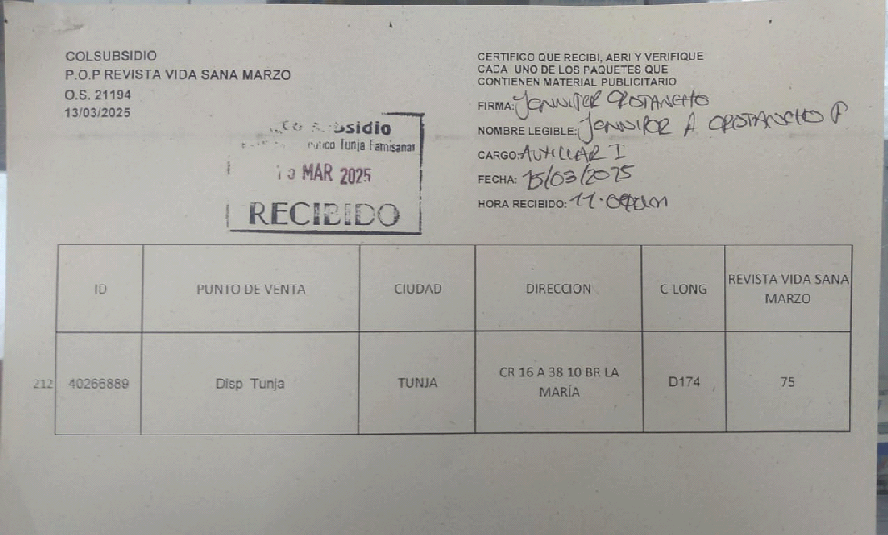 COLSUBSIDIO
P.O.P REVISTA VIDA SANA MARZO
O.S. 21194
13/03/2025
CERTIFICO QUE RECIBI, ABRI Y VERIFIQUE
CADA UNO DE LOS PAQUETES QUE
CONTIENEN MATERIAL PUBLICITARIO
FIRMA:
NOMBRE LEGIBLE: A
CARGO: AUXILIAR I
FECHA: 15/03/2025
HORA RECIBIDO:
Tunja Famisanar
MAR 2025
RECIBIDO
ID PUNTO DE VENTA CIUDAD DIRECCION C LONG REVISTA VIDA SANA
MARZO
212 40266889 Disp Tunja TUNJA CR 16 A 38 10 BR LA
MARÍA D174 75